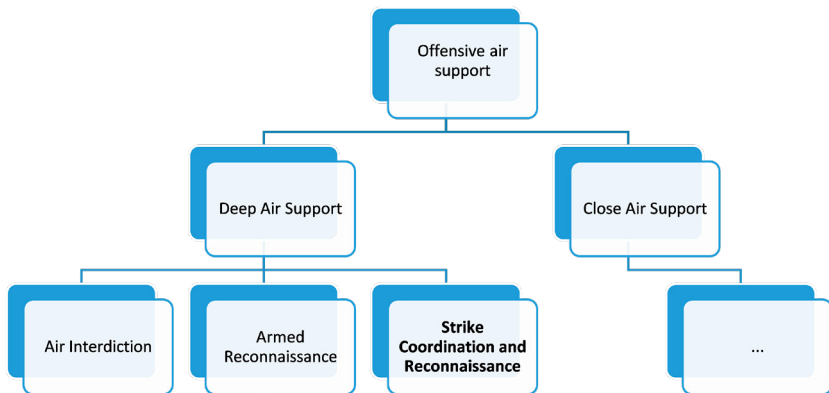 Offensive air
support
Deep Air Support
Close Air Support
Air Interdiction
Armed
Reconnaissance
Strike
Coordination and
Reconnaissance
...